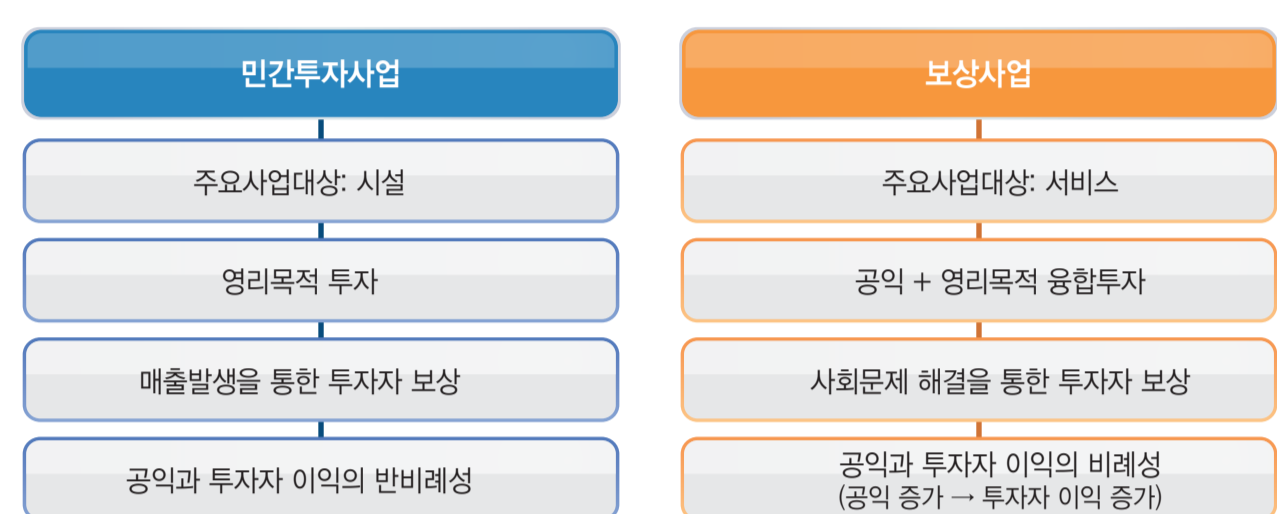 민간투자사업
주요사업대상: 시설
영리목적 투자
매출발생을 통한 투자자 보상
공익과 투자자 이익의 반비례성
보상사업
주요사업대상: 서비스
공익 + 영리목적 융합투자
사회문제 해결을 통한 투자자 보상
공익과 투자자 이익의 비례성
(공익 증가 → 투자자 이익 증가)